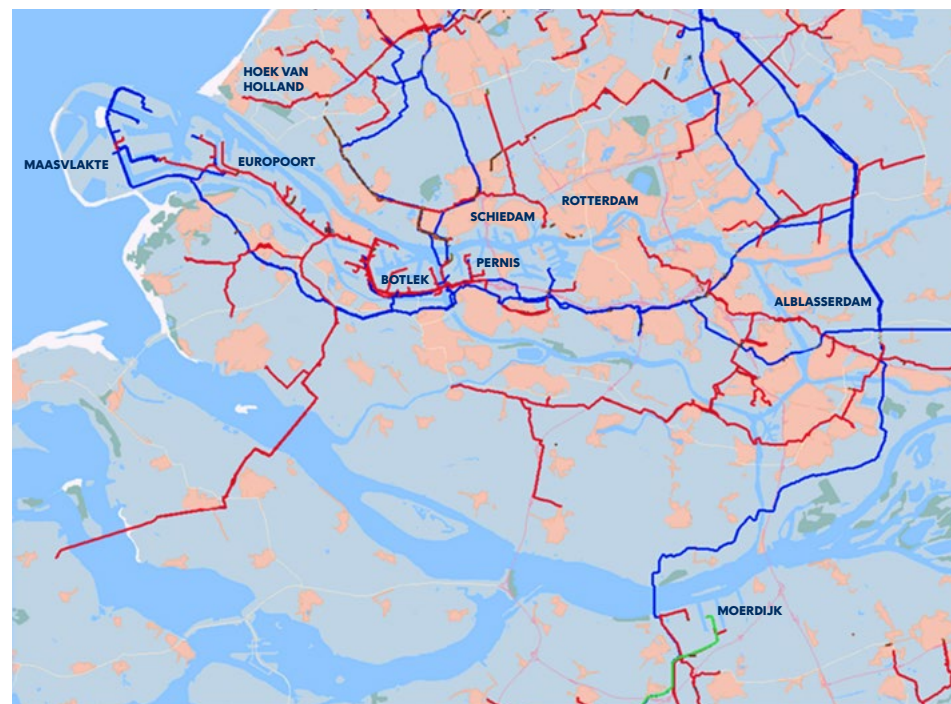 HOEK VAN
HOLLAND
MAASVLAKTE
EUROPOORT
ROTTERDAM
SCHIEDAM
PERNIS
BOTLEK
ALBLASSERDAM
MOERDIJK